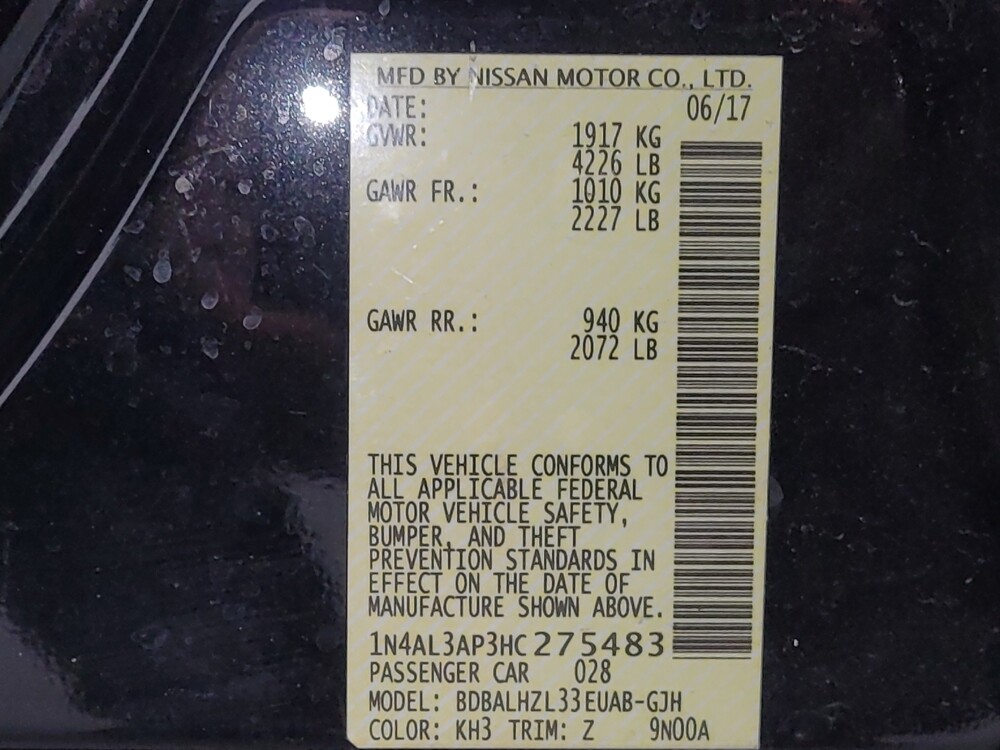 MFD BY NISSAN MOTOR CO., LTD.
DATE: 06/17
GVWR: 1917 KG
4226 LB
GAWR FR.: 1010 KG
2227 LB
GAWR RR.: 940 KG
2072 LB
THIS VEHICLE CONFORMS TO
ALL APPLICABLE FEDERAL
MOTOR VEHICLE SAFETY,
BUMPER, AND THEFT
PREVENTION STANDARDS IN
EFFECT ON THE DATE OF
MANUFACTURE SHOWN ABOVE.
1N4AL3AP3HC275483
PASSENGER CAR 028
MODEL: BDBALHZL33EUAB-GJH
COLOR: KH3 TRIM: Z 9N00A